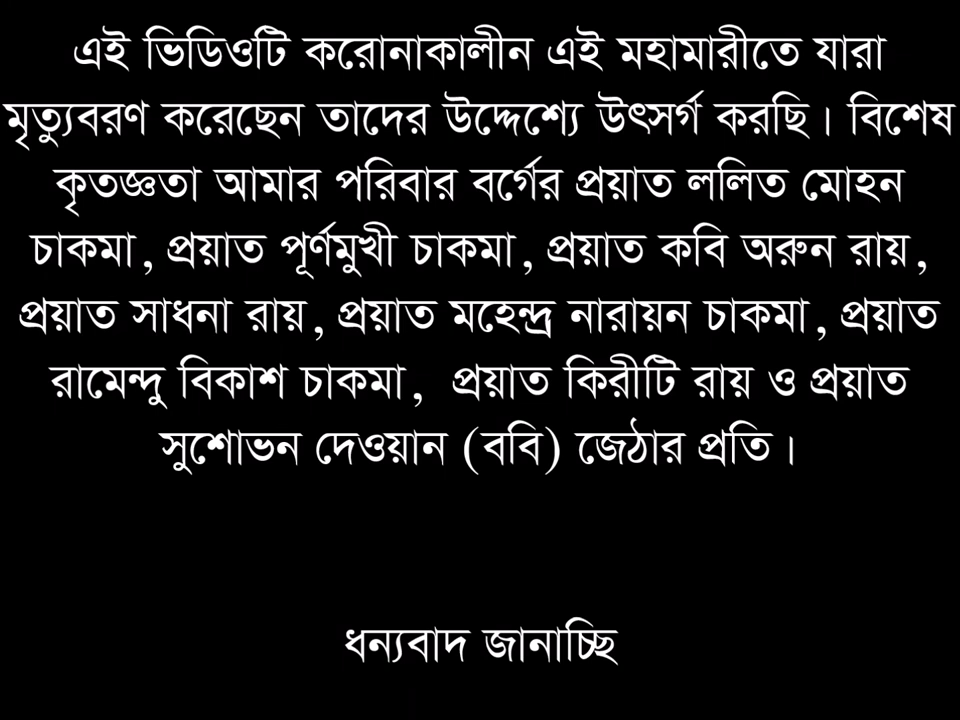 এই ভিডিওটি করোনাকালীন এই মহামারীতে যারা
মৃত্যুবরণ করেছেন তাদের উদ্দেশ্যে উৎসর্গ করছি। বিশেষ
কৃতজ্ঞতা আমার পরিবার বর্গের প্রয়াত ললিত মোহন
চাকমা, প্রয়াত পূর্ণমুখী চাকমা, প্রয়াত কবি অরুন রায়,
প্রয়াত সাধনা রায়, প্রয়াত মহেন্দ্র নারায়ন চাকমা, প্রয়াত
রামেন্দু বিকাশ চাকমা, প্রয়াত কিরীটি রায় ও প্রয়াত
সুশোভন দেওয়ান (ববি) জেঠার প্রতি।
ধন্যবাদ জানাচ্ছি